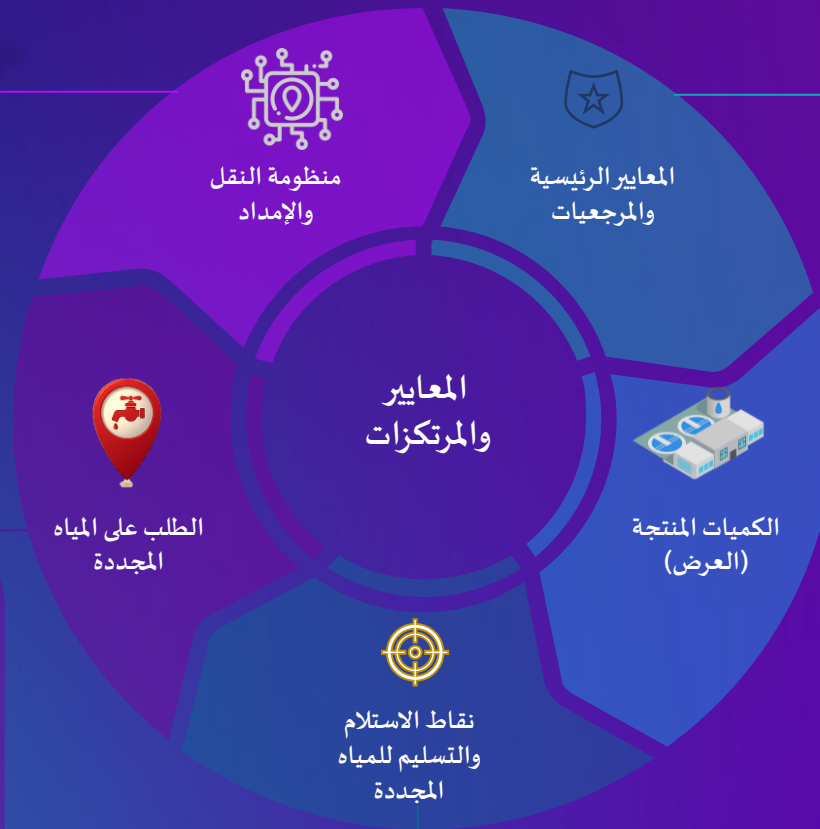 المعايير
والمرتكزات
المعايير الرئيسية
والمرجعيات
الكميات المنتجة
(العرض)
نقاط الاستلام
والتسليم للمياه
المجددة
الطلب على المياه
المجددة
منظومة النقل
والإمداد